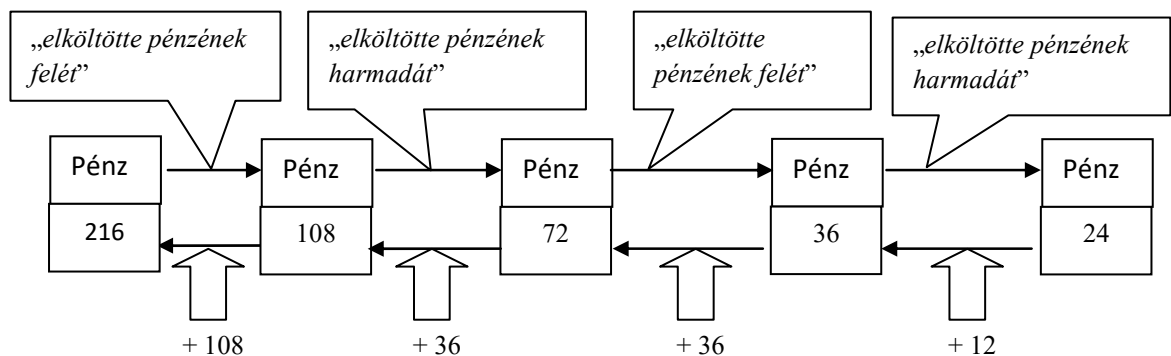 „elköltötte pénzének
felét”
„elköltötte pénzének
harmadát”
„elköltötte
pénzének felét”
„elköltötte pénzének
harmadát”
Pénz
Pénz
Pénz
Pénz
Pénz
216
108
72
36
24
+ 108
+ 36
+ 36
+ 12